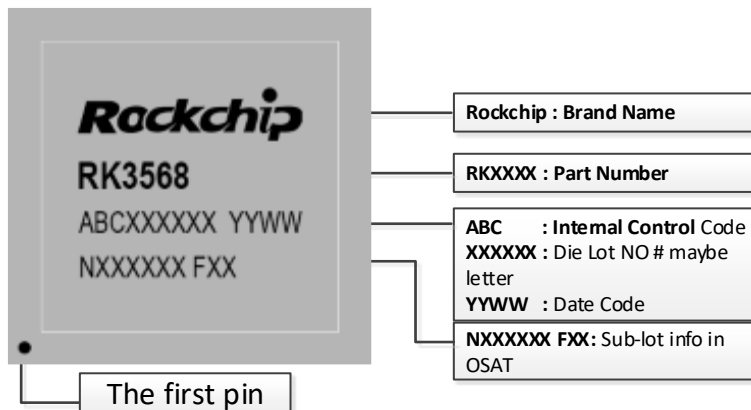 Rockchip
RK3568
ABCXXXXXX YYWW
NXXXXXX FXX
The first pin
Rockchip : Brand Name
RKXXXX : Part Number
ABC : Internal Control Code
XXXXXX : Die Lot NO # maybe
letter
YYWW : Date Code
NXXXXXX FXX: Sub-lot info in
OSAT